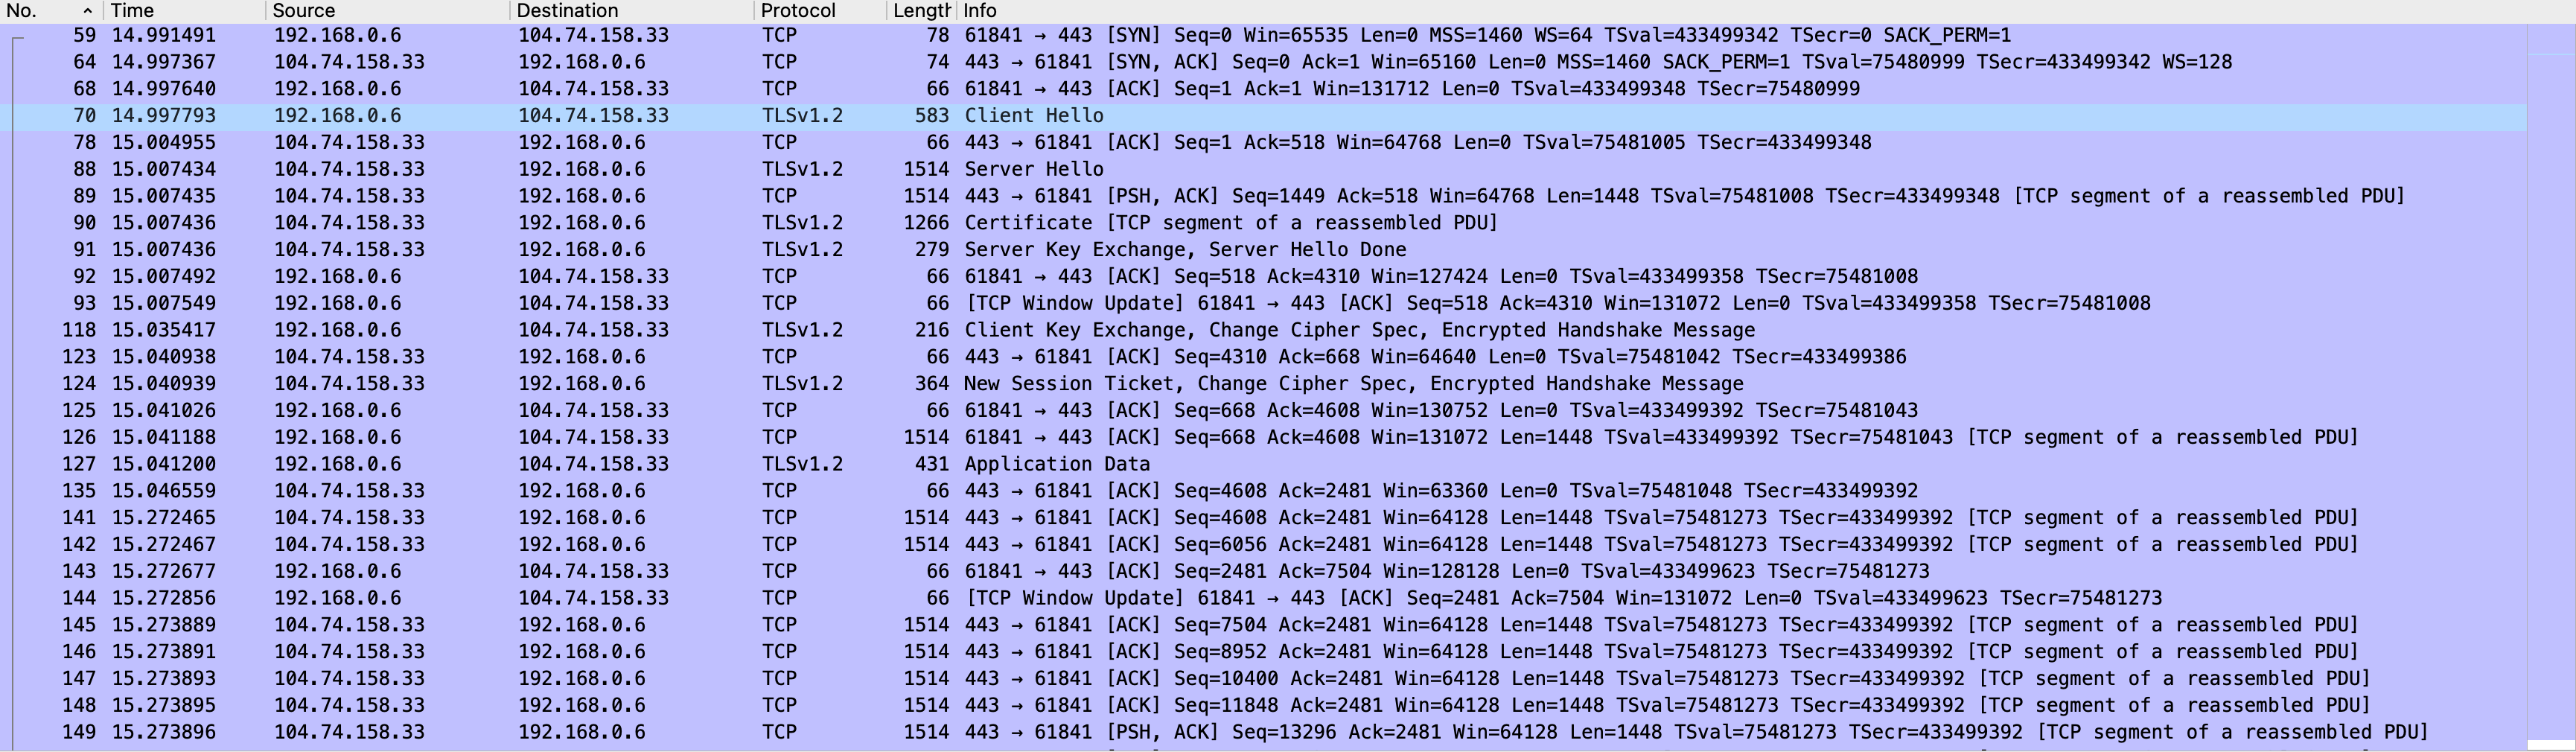 No. Time Source Destination Protocol Length Info
59 14.991491 192.168.0.6 104.74.158.33 TCP 78 61841 → 443 [SYN] Seq=0 Win=65535 Len=0 MSS=1460 WS=64 TSval=433499342 TSecr=0 SACK_PERM=1
64 14.997367 104.74.158.33 192.168.0.6 TCP 74 443 → 61841 [SYN, ACK] Seq=0 Ack=1 Win=65160 Len=0 MSS=1460 SACK_PERM=1 TSval=75480999 TSecr=433499342 WS=128
68 14.997640 192.168.0.6 104.74.158.33 TCP 66 61841 → 443 [ACK] Seq=1 Ack=1 Win=131712 Len=0 TSval=433499348 TSecr=75480999
70 14.997793 192.168.0.6 104.74.158.33 TLSv1.2 583 Client Hello
78 15.004955 104.74.158.33 192.168.0.6 TCP 66 443 → 61841 [ACK] Seq=1 Ack=518 Win=64768 Len=0 TSval=75481005 TSecr=433499348
88 15.007434 104.74.158.33 192.168.0.6 TLSv1.2 1514 Server Hello
89 15.007435 104.74.158.33 192.168.0.6 TCP 1514 443 → 61841 [PSH, ACK] Seq=1449 Ack=518 Win=64768 Len=1448 TSval=75481008 TSecr=433499348 [TCP segment of a reassembled PDU]
90 15.007436 104.74.158.33 192.168.0.6 TLSv1.2 1266 Certificate [TCP segment of a reassembled PDU]
91 15.007436 104.74.158.33 192.168.0.6 TLSv1.2 279 Server Key Exchange, Server Hello Done
92 15.007492 192.168.0.6 104.74.158.33 TCP 66 61841 → 443 [ACK] Seq=518 Ack=4310 Win=127424 Len=0 TSval=433499358 TSecr=75481008
93 15.007549 192.168.0.6 104.74.158.33 TCP 66 [TCP Window Update] 61841 → 443 [ACK] Seq=518 Ack=4310 Win=131072 Len=0 TSval=433499358 TSecr=75481008
118 15.035417 192.168.0.6 104.74.158.33 TLSv1.2 216 Client Key Exchange, Change Cipher Spec, Encrypted Handshake Message
123 15.040938 104.74.158.33 192.168.0.6 TCP 66 443 → 61841 [ACK] Seq=4310 Ack=668 Win=64640 Len=0 TSval=75481042 TSecr=433499386
124 15.040939 104.74.158.33 192.168.0.6 TLSv1.2 364 New Session Ticket, Change Cipher Spec, Encrypted Handshake Message
125 15.041026 192.168.0.6 104.74.158.33 TCP 66 61841 → 443 [ACK] Seq=668 Ack=4608 Win=130752 Len=0 TSval=433499392 TSecr=75481043
126 15.041188 192.168.0.6 104.74.158.33 TCP 1514 61841 → 443 [ACK] Seq=668 Ack=4608 Win=131072 Len=1448 TSval=433499392 TSecr=75481043 [TCP segment of a reassembled PDU]
127 15.041200 192.168.0.6 104.74.158.33 TLSv1.2 431 Application Data
135 15.046559 104.74.158.33 192.168.0.6 TCP 66 443 → 61841 [ACK] Seq=4608 Ack=2481 Win=63360 Len=0 TSval=75481048 TSecr=433499392
141 15.272465 104.74.158.33 192.168.0.6 TCP 1514 443 → 61841 [ACK] Seq=4608 Ack=2481 Win=64128 Len=1448 TSval=75481273 TSecr=433499392 [TCP segment of a reassembled PDU]
142 15.272467 104.74.158.33 192.168.0.6 TCP 1514 443 → 61841 [ACK] Seq=6056 Ack=2481 Win=64128 Len=1448 TSval=75481273 TSecr=433499392 [TCP segment of a reassembled PDU]
143 15.272677 192.168.0.6 104.74.158.33 TCP 66 61841 → 443 [ACK] Seq=2481 Ack=7504 Win=128128 Len=0 TSval=433499623 TSecr=75481273
144 15.272856 192.168.0.6 104.74.158.33 TCP 66 [TCP Window Update] 61841 → 443 [ACK] Seq=2481 Ack=7504 Win=131072 Len=0 TSval=433499623 TSecr=75481273
145 15.273889 104.74.158.33 192.168.0.6 TCP 1514 443 → 61841 [ACK] Seq=7504 Ack=2481 Win=64128 Len=1448 TSval=75481273 TSecr=433499392 [TCP segment of a reassembled PDU]
146 15.273891 104.74.158.33 192.168.0.6 TCP 1514 443 → 61841 [ACK] Seq=8952 Ack=2481 Win=64128 Len=1448 TSval=75481273 TSecr=433499392 [TCP segment of a reassembled PDU]
147 15.273893 104.74.158.33 192.168.0.6 TCP 1514 443 → 61841 [ACK] Seq=10400 Ack=2481 Win=64128 Len=1448 TSval=75481273 TSecr=433499392 [TCP segment of a reassembled PDU]
148 15.273895 104.74.158.33 192.168.0.6 TCP 1514 443 → 61841 [ACK] Seq=11848 Ack=2481 Win=64128 Len=1448 TSval=75481273 TSecr=433499392 [TCP segment of a reassembled PDU]
149 15.273896 104.74.158.33 192.168.0.6 TCP 1514 443 → 61841 [PSH, ACK] Seq=13296 Ack=2481 Win=64128 Len=1448 TSval=75481273 TSecr=433499392 [TCP segment of a reassembled PDU]